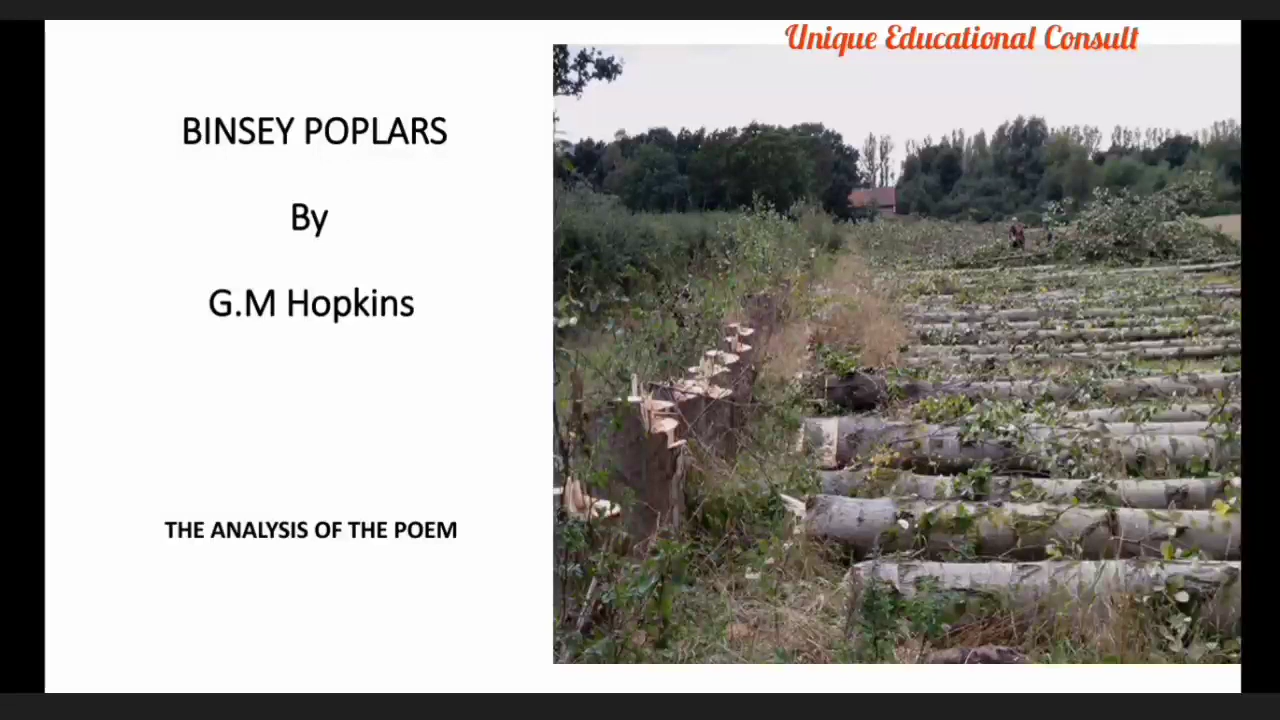 Unique Educational Consult
BINSEY POPLARS
By
G.M Hopkins
THE ANALYSIS OF THE POEM